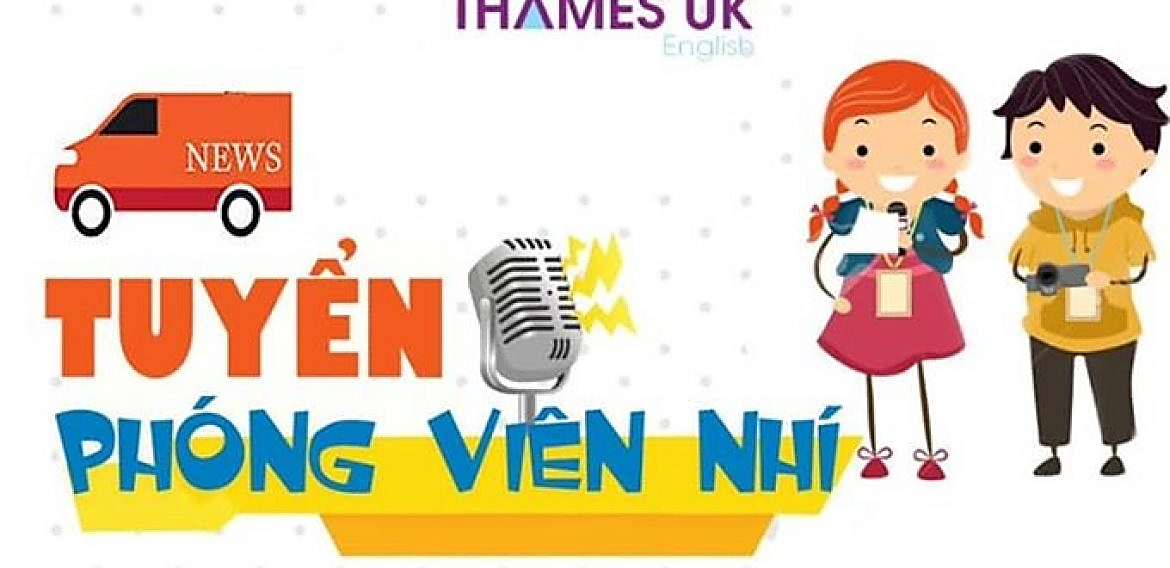 THAMES UK
English
NEWS
TUYỂN
PHÓNG VIÊN NHÍ